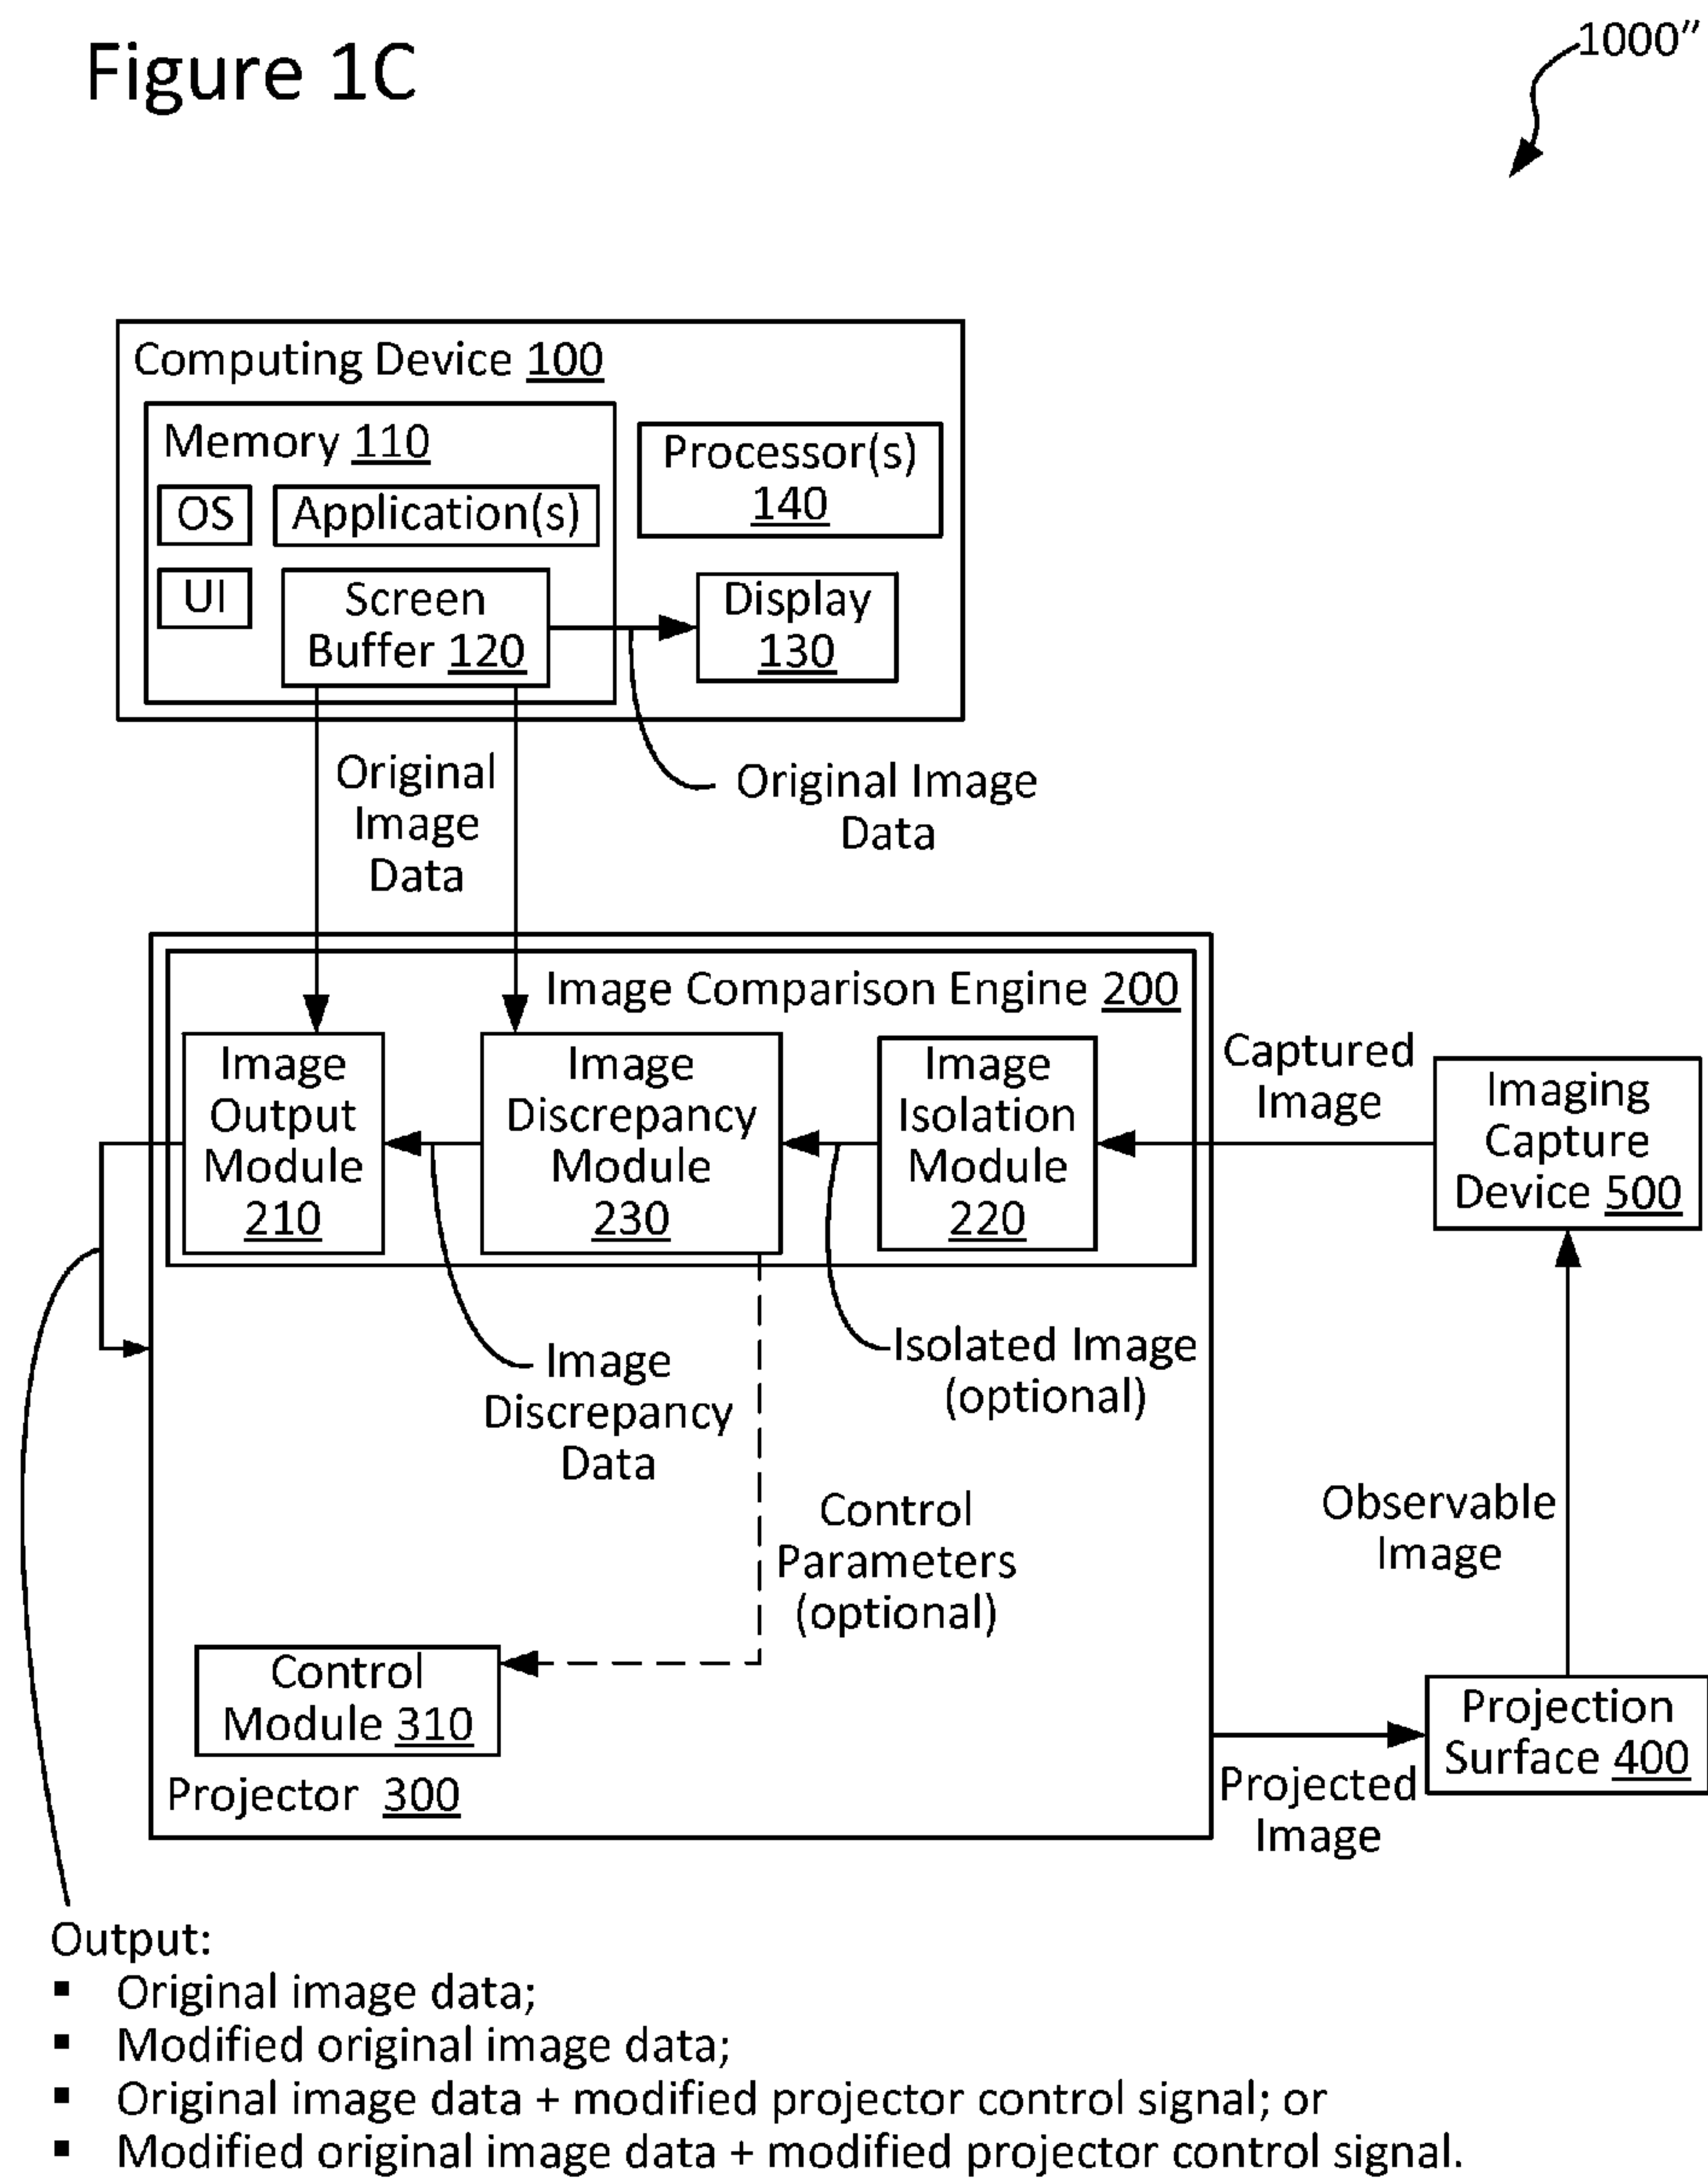 Figure 1C
1000"
Computing Device 100
Memory 110
OS
Application(s)
UI
Screen
Buffer 120
Processor(s)
140
Display
130
Original
Image
Data
Original Image
Data
Image Comparison Engine 200
Image
Output
Module
210
Image
Discrepancy
Module
230
Image
Isolation
Module
220
Captured
Image
Imaging
Capture
Device 500
Image
Discrepancy
Data
Isolated Image
(optional)
Control
Parameters
(optional)
Observable
Image
Control
Module 310
Projector 300
Projection
Surface 400
Projected
Image
Output:
▪ Original image data;
▪ Modified original image data;
▪ Original image data + modified projector control signal; or
▪ Modified original image data + modified projector control signal.